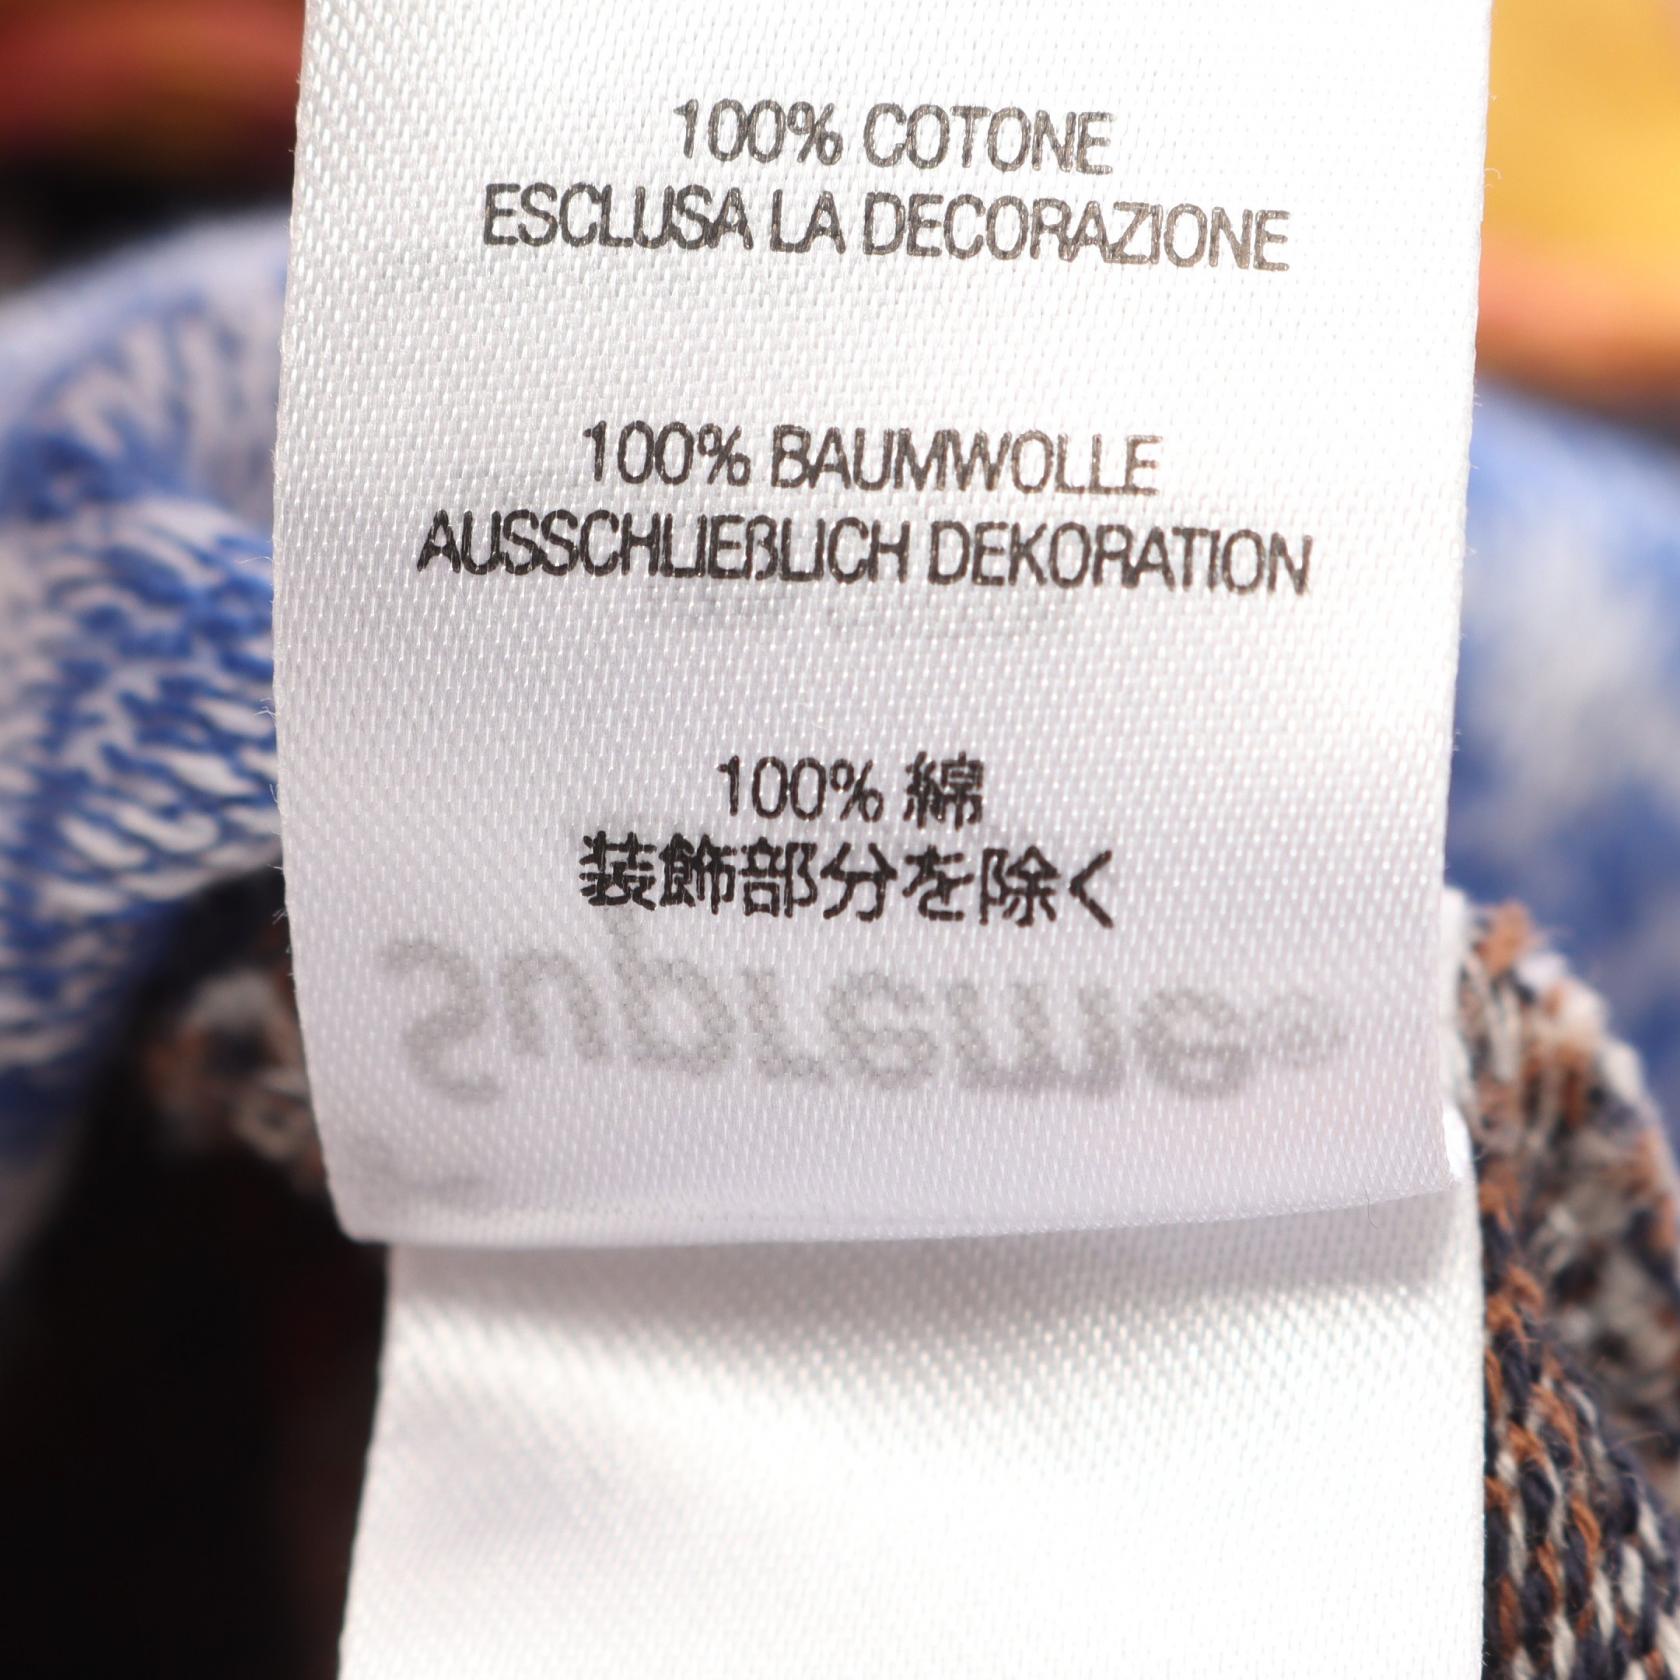 100% COTONE
ESCLUSA LA DECORAZIONE
100% BAUMWOLLE
AUSSCHLIEßLICH DEKORATION
100% 綿
装飾部分を除く